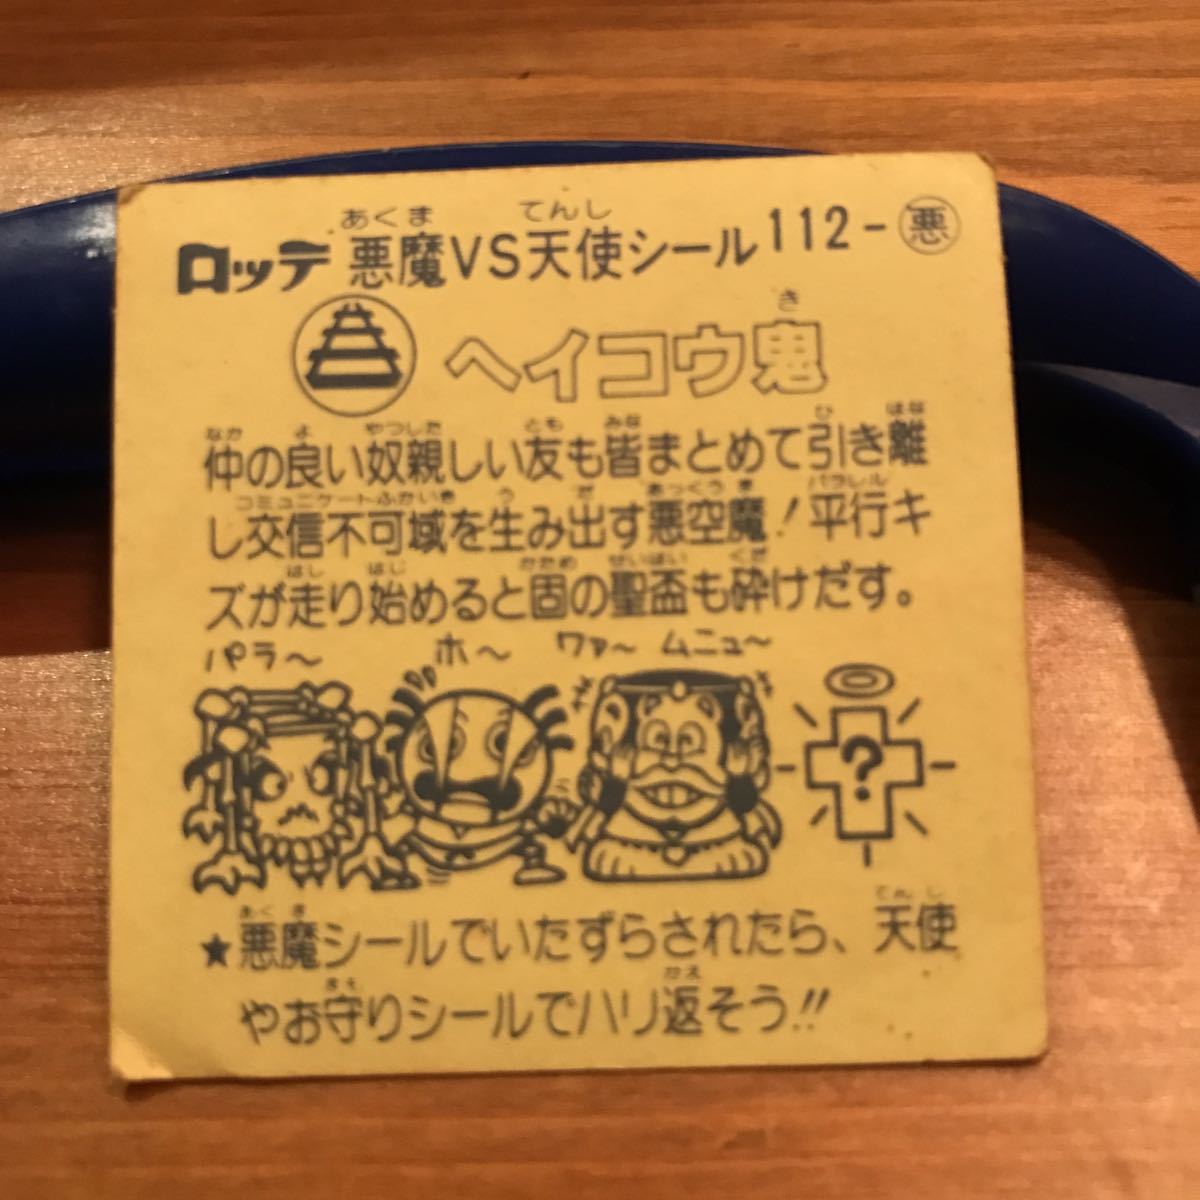 あくま てんし
ロッテ 悪魔VS天使シール112-悪
き
ヘイコウ鬼
なか よ やつした とも みな ひ はな
仲の良い奴親しい友も皆まとめて引き離
コミュニケートふかいき う だ あっくうま パラレル
し交信不可域を生み出す悪空魔!平行キ
はし はじ かため せいはい くだ
ズが走り始めると固の聖盃も砕けだす。
パラ〜 ホ〜 ワァ〜 ムニュ〜
?
あくま てんし
★悪魔シールでいたずらされたら、天使
まも かえ
やお守りシールでハリ返そう!!